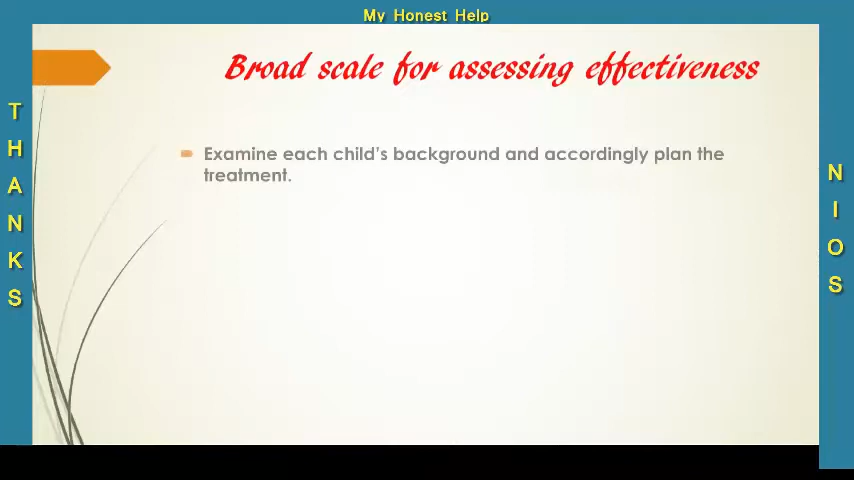 My Honest Help
Broad scale for assessing effectiveness
Examine each child's background and accordingly plan the
treatment.
T
H
A
N
K
S
N
I
O
S